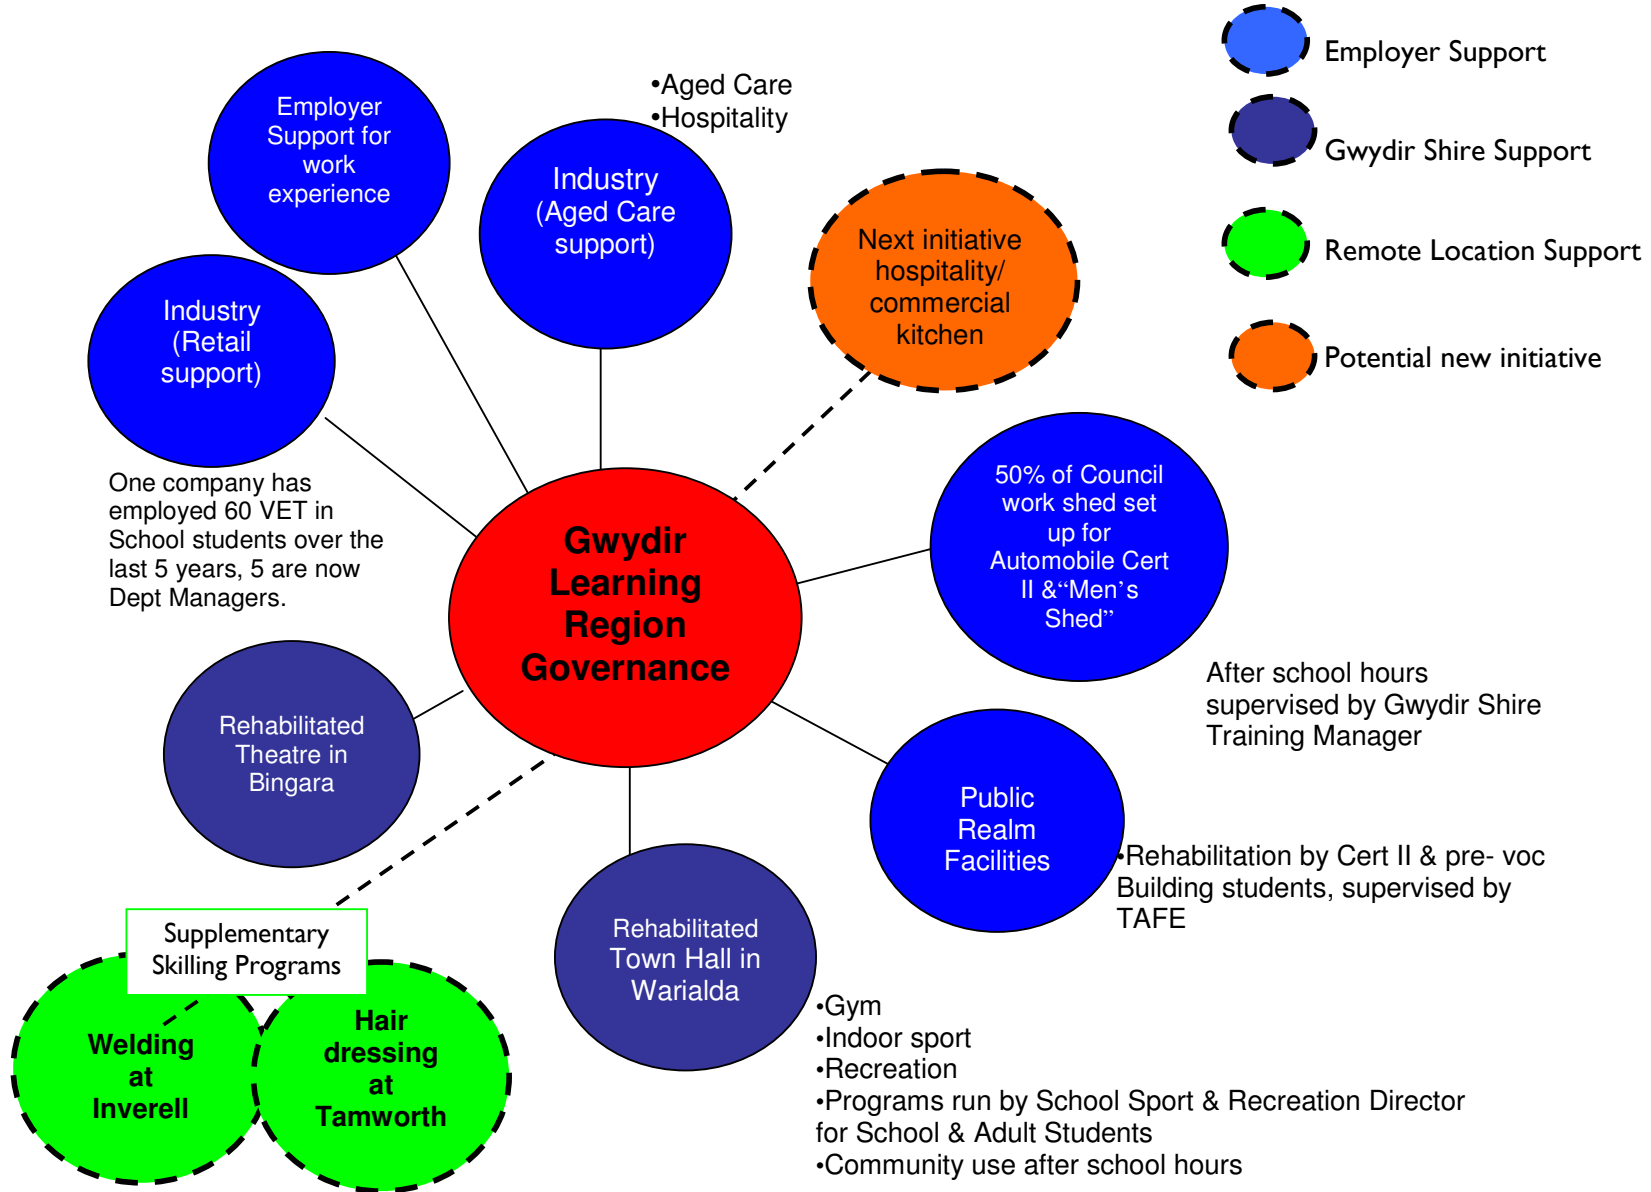 Employer
Support for
work
experience
•Aged Care
•Hospitality
Industry
(Aged Care
support)
Employer Support
Gwydir Shire Support
Remote Location Support
Potential new initiative
Next initiative
hospitality/
commercial
kitchen
Industry
(Retail
support)
One company has
employed 60 VET in
School students over the
last 5 years, 5 are now
Dept Managers.
Gwydir
Learning
Region
Governance
50% of Council
work shed set
up for
Automobile Cert
II &“Men’s
Shed”
After school hours
supervised by Gwydir Shire
Training Manager
Rehabilitated
Theatre in
Bingara
Public
Realm
Facilities
•Rehabilitation by Cert II & pre- voc
Building students, supervised by
TAFE
Supplementary
Skilling Programs
Welding
at
Inverell
Hair
dressing
at
Tamworth
Rehabilitated
Town Hall in
Warialda
•Gym
•Indoor sport
•Recreation
•Programs run by School Sport & Recreation Director
for School & Adult Students
•Community use after school hours